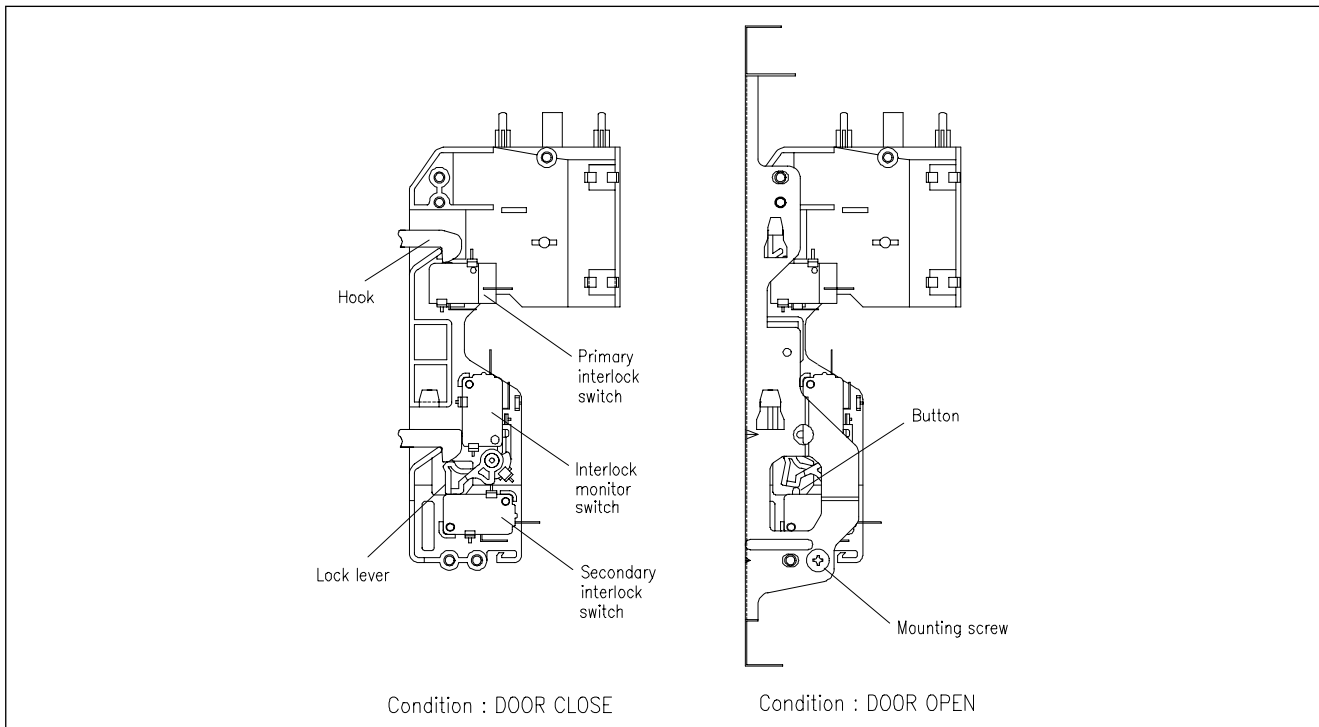 Hook
Primary
interlock
switch
Interlock
monitor
switch
Lock lever
Secondary
interlock
switch
Condition : DOOR CLOSE
Button
Mounting screw
Condition : DOOR OPEN